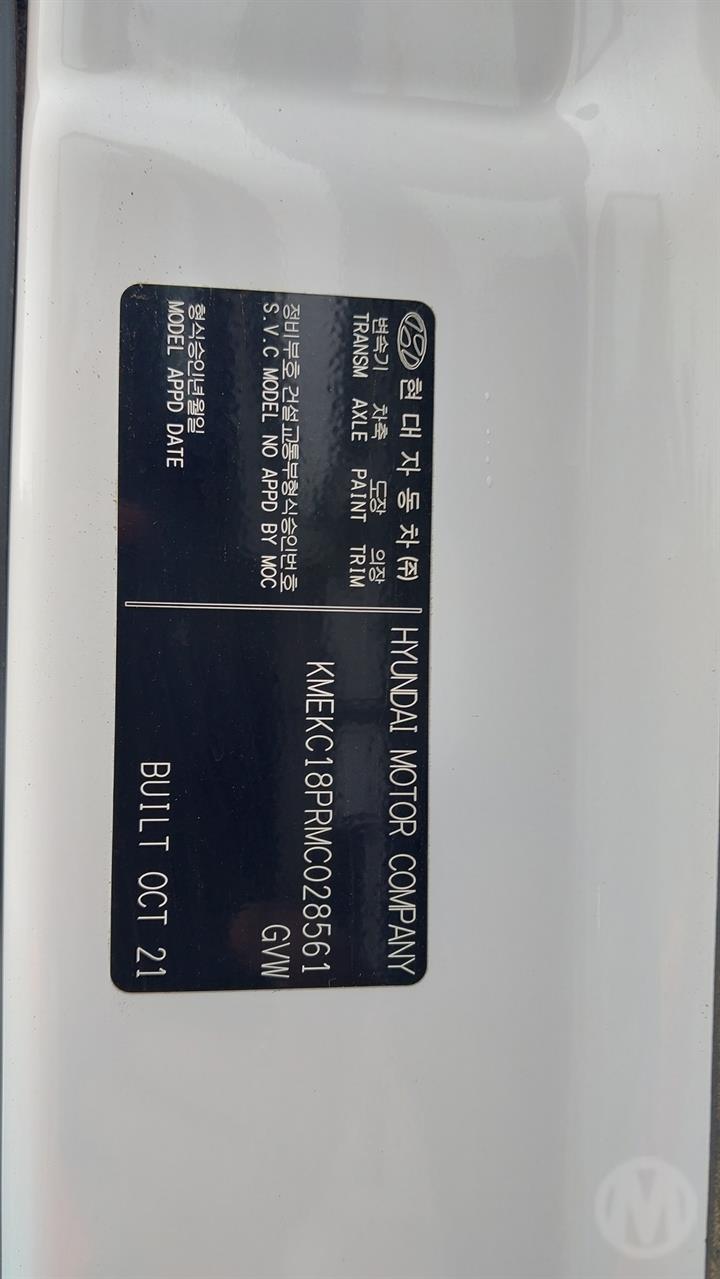 현대자동차(주) HYUNDAI MOTOR COMPANY
변속기 차축 도장 의장
TRANSM AXLE PAINT TRIM
KMEKC18PRMC028561
정비부호 건설교통부형식승인번호
S.V.C MODEL NO APPD BY MOC GVW
형식승인년월일
MODEL APPD DATE
BUILT OCT 21
M